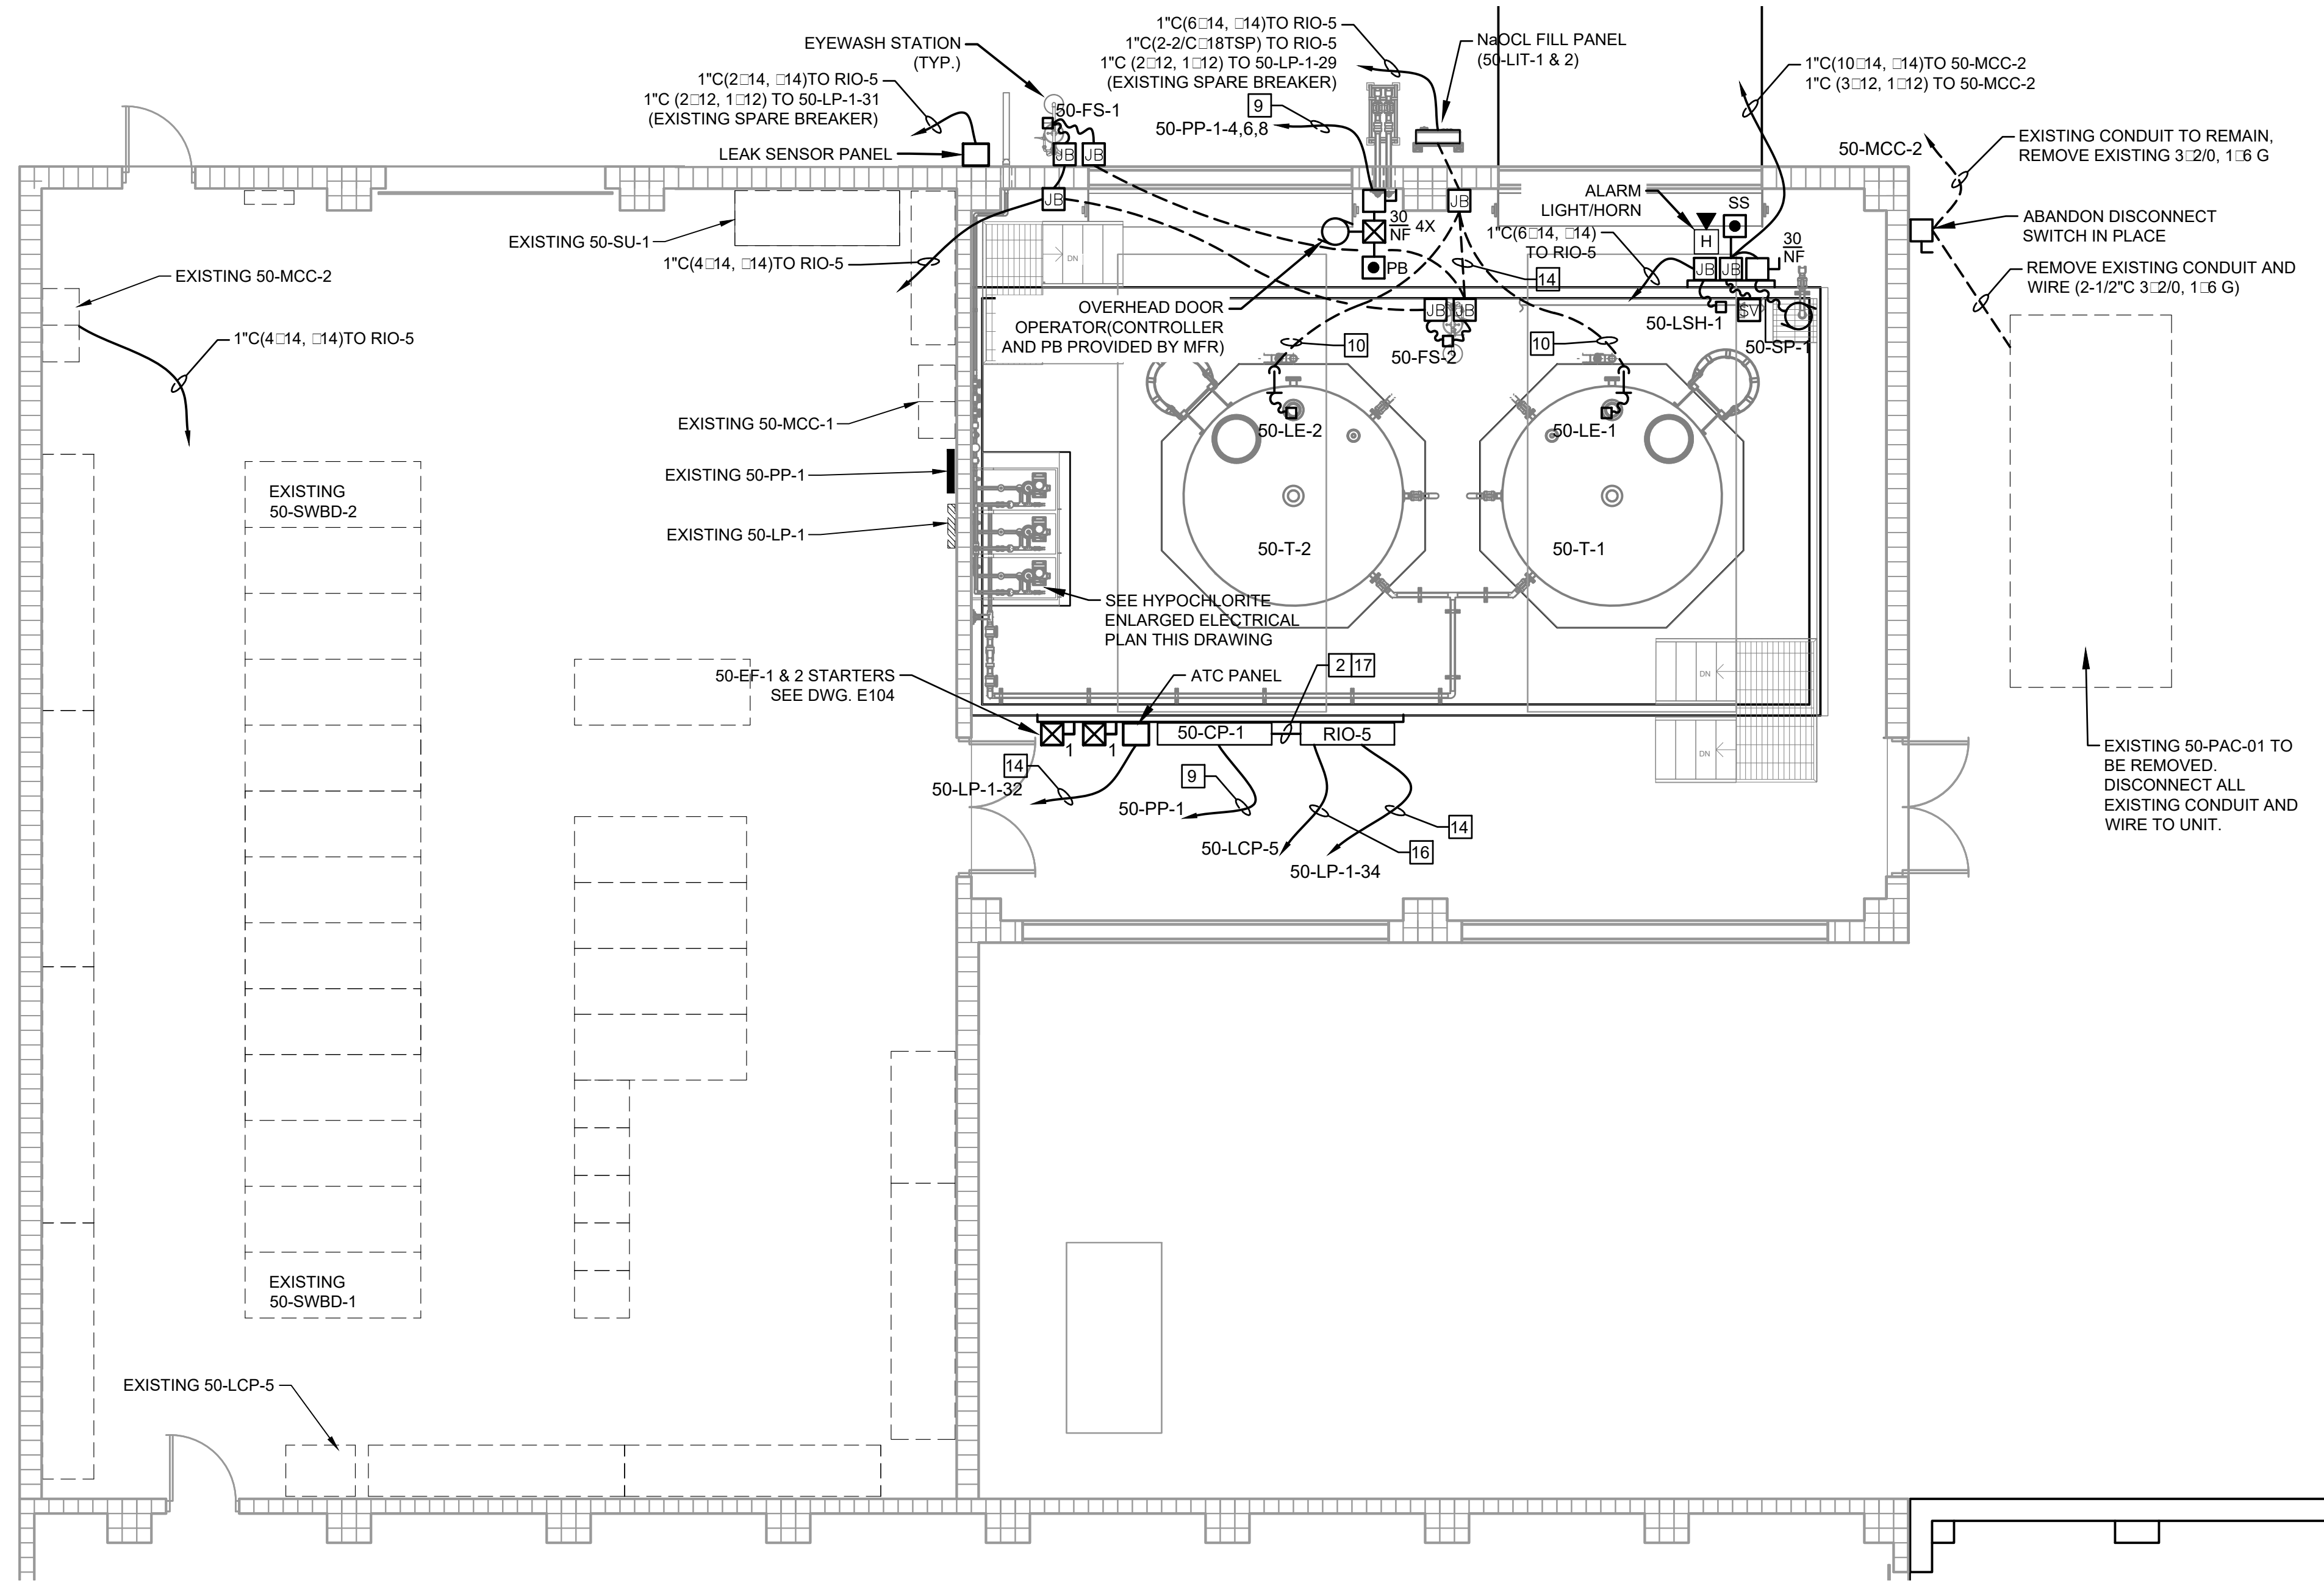 1"C(6□14, □14)TO RIO-5
1"C(2-2/C□18TSP) TO RIO-5
1"C (2□12, 1□12) TO 50-LP-1-29
(EXISTING SPARE BREAKER)
EYEWASH STATION
(TYP.)
NaOCL FILL PANEL
(50-LIT-1 & 2)
1"C(10□14, □14)TO 50-MCC-2
1"C (3□12, 1□12) TO 50-MCC-2
1"C(2□14, □14)TO RIO-5
1"C (2□12, 1□12) TO 50-LP-1-31
(EXISTING SPARE BREAKER)
50-FS-1
9
50-PP-1-4,6,8
LEAK SENSOR PANEL
JB
JB
JB
JB
50-MCC-2
EXISTING CONDUIT TO REMAIN,
REMOVE EXISTING 3□2/0, 1□6 G
ABANDON DISCONNECT
SWITCH IN PLACE
REMOVE EXISTING CONDUIT AND
WIRE (2-1/2"C 3□2/0, 1□6 G)
ALARM
LIGHT/HORN
SS
H
1"C(6□14, □14)
TO RIO-5
30
NF
4X
PB
30
NF
JB
JB
SV
EXISTING 50-SU-1
1"C(4□14, □14)TO RIO-5
DN
14
EXISTING 50-MCC-2
1"C(4□14, □14)TO RIO-5
OVERHEAD DOOR
OPERATOR(CONTROLLER
AND PB PROVIDED BY MFR)
JB
JB
50-LSH-1
50-SP-1
10
50-FS-2
10
EXISTING 50-MCC-1
50-LE-2
50-LE-1
EXISTING 50-PP-1
EXISTING
50-SWBD-2
EXISTING 50-LP-1
50-T-2
50-T-1
SEE HYPOCHLORITE
ENLARGED ELECTRICAL
PLAN THIS DRAWING
50-EF-1 & 2 STARTERS
SEE DWG. E104
ATC PANEL
2
17
DN
DN
1
1
50-CP-1
RIO-5
14
50-LP-1-32
9
50-PP-1
50-LCP-5
14
16
50-LP-1-34
EXISTING 50-PAC-01 TO
BE REMOVED.
DISCONNECT ALL
EXISTING CONDUIT AND
WIRE TO UNIT.
EXISTING
50-SWBD-1
EXISTING 50-LCP-5